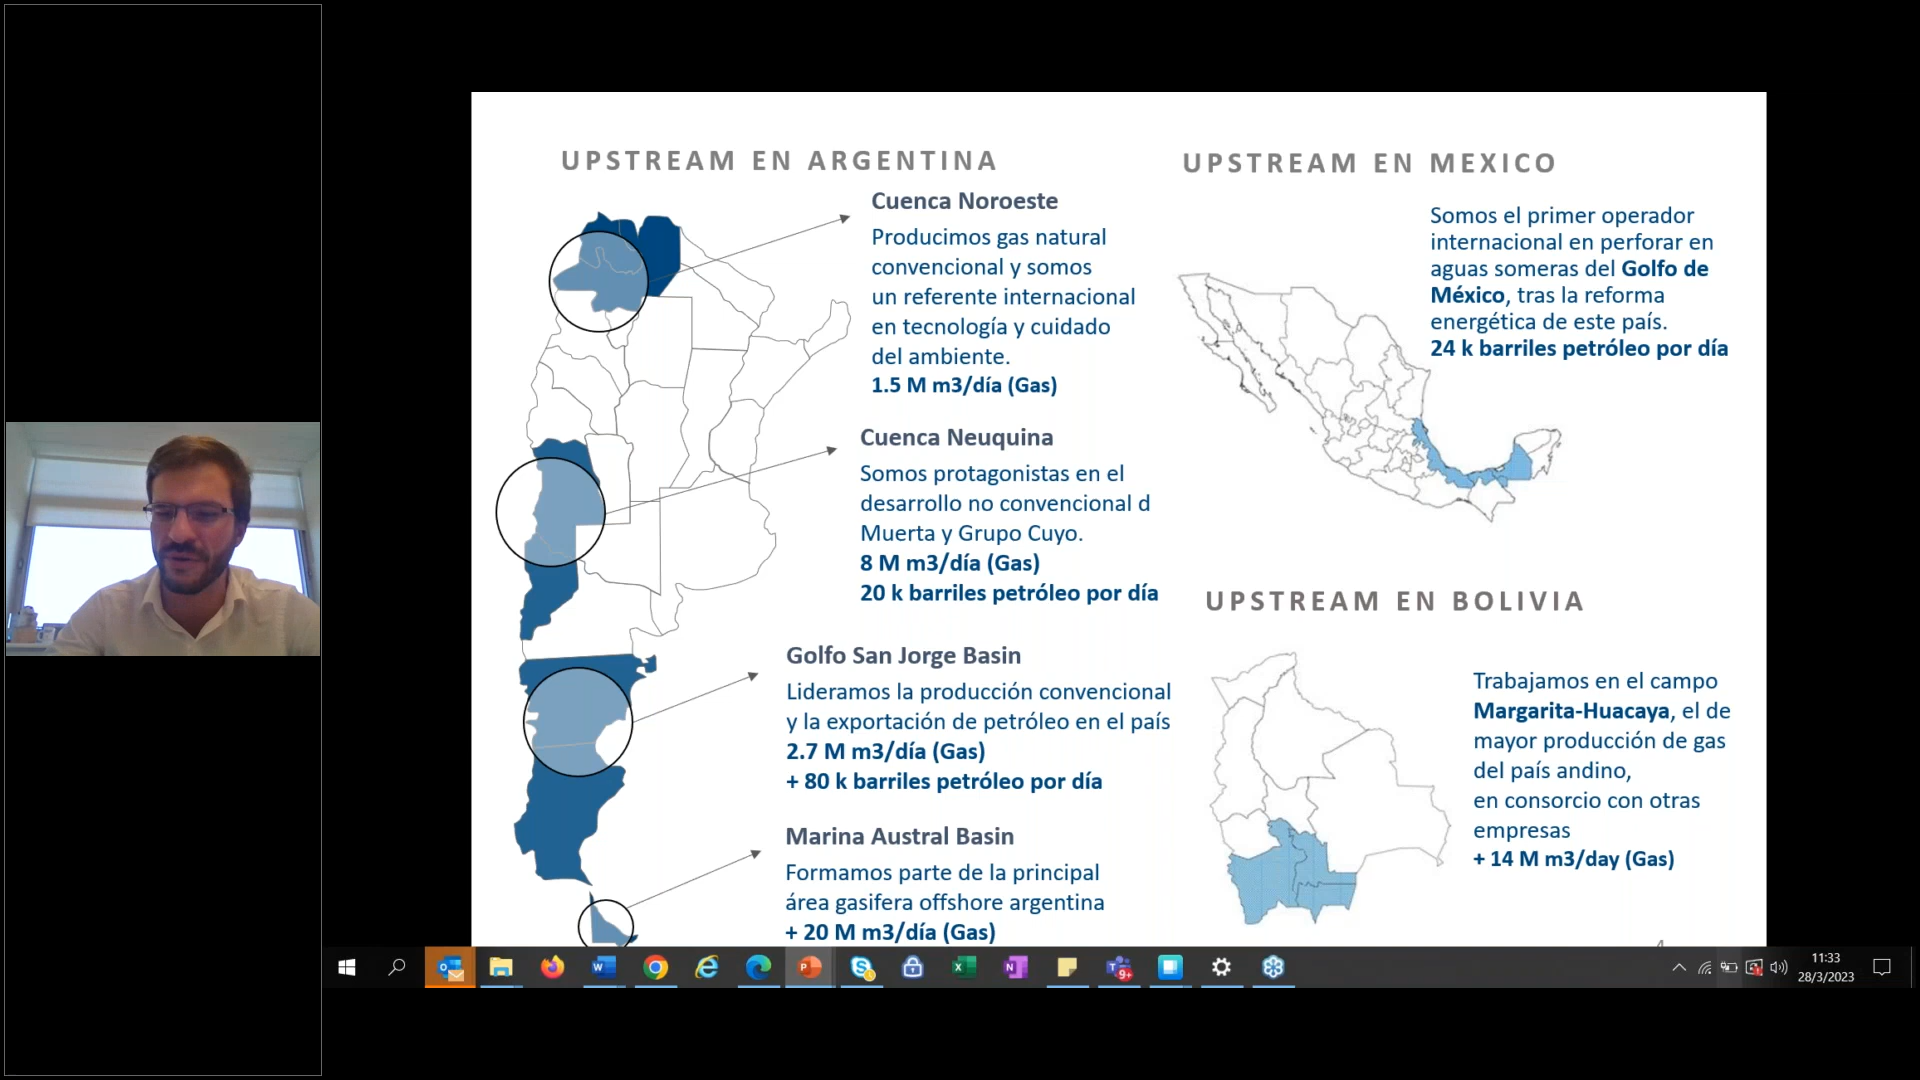 UPSTREAM EN ARGENTINA
Cuenca Noroeste
Producimos gas natural
convencional y somos
un referente internacional
en tecnología y cuidado
del ambiente.
1.5 M m3/día (Gas)
Cuenca Neuquina
Somos protagonistas en el
desarrollo no convencional d
Muerta y Grupo Cuyo.
8 M m3/día (Gas)
20 k barriles petróleo por día
Golfo San Jorge Basin
Lideramos la producción convencional
y la exportación de petróleo en el país
2.7 M m3/día (Gas)
+ 80 k barriles petróleo por día
Marina Austral Basin
Formamos parte de la principal
área gasifera offshore argentina
+ 20 M m3/día (Gas)
UPSTREAM EN MEXICO
Somos el primer operador
internacional en perforar en
aguas someras del Golfo de
México, tras la reforma
energética de este país.
24 k barriles petróleo por día
UPSTREAM EN BOLIVIA
Trabajamos en el campo
Margarita-Huacaya, el de
mayor producción de gas
del país andino,
en consorcio con otras
empresas
+ 14 M m3/day (Gas)
9+
11:33
28/3/2023